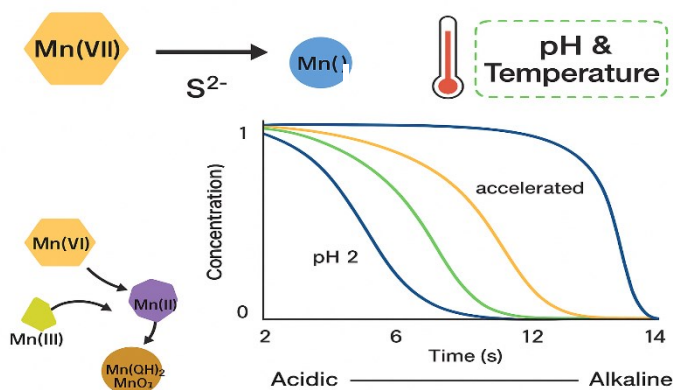 Mn(VII)
S²⁻
Mn( )
pH &
Temperature
Concentration)
1
0
accelerated
pH 2
2
6
12
14
Time (s)
Acidic
Alkaline
Mn(VI)
Mn(II)
Mn(III)
Mn(QH)₂
MnO₃